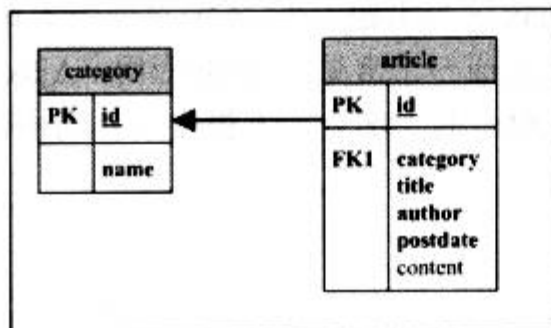 category
PK id
name
article
PK id
FK1 category
title
author
postdate
content